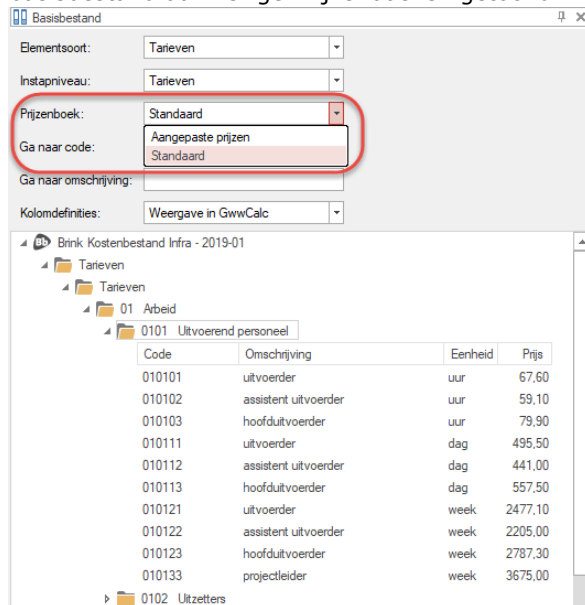 Basisbestand
Elementsoort: Tarieven
Instapniveau: Tarieven
Prijzenboek: Standaard
Aangepaste prijzen
Ga naar code: Standaard
Ga naar omschrijving:
Kolomdefinities: Weergave in GwwCalc
Bb Brink Kostenbestand Infra - 2019-01
Tarieven
Tarieven
01 Arbeid
0101 Uitvoerend personeel
Code Omschrijving Eenheid Prijs
010101 uitvoerder uur 67,60
010102 assistent uitvoerder uur 59,10
010103 hoofduitvoerder uur 79,90
010111 uitvoerder dag 495,50
010112 assistent uitvoerder dag 441,00
010113 hoofduitvoerder dag 557,50
010121 uitvoerder week 2477,10
010122 assistent uitvoerder week 2205,00
010123 hoofduitvoerder week 2787,30
010133 projectleider week 3675,00
0102 Uitzetters